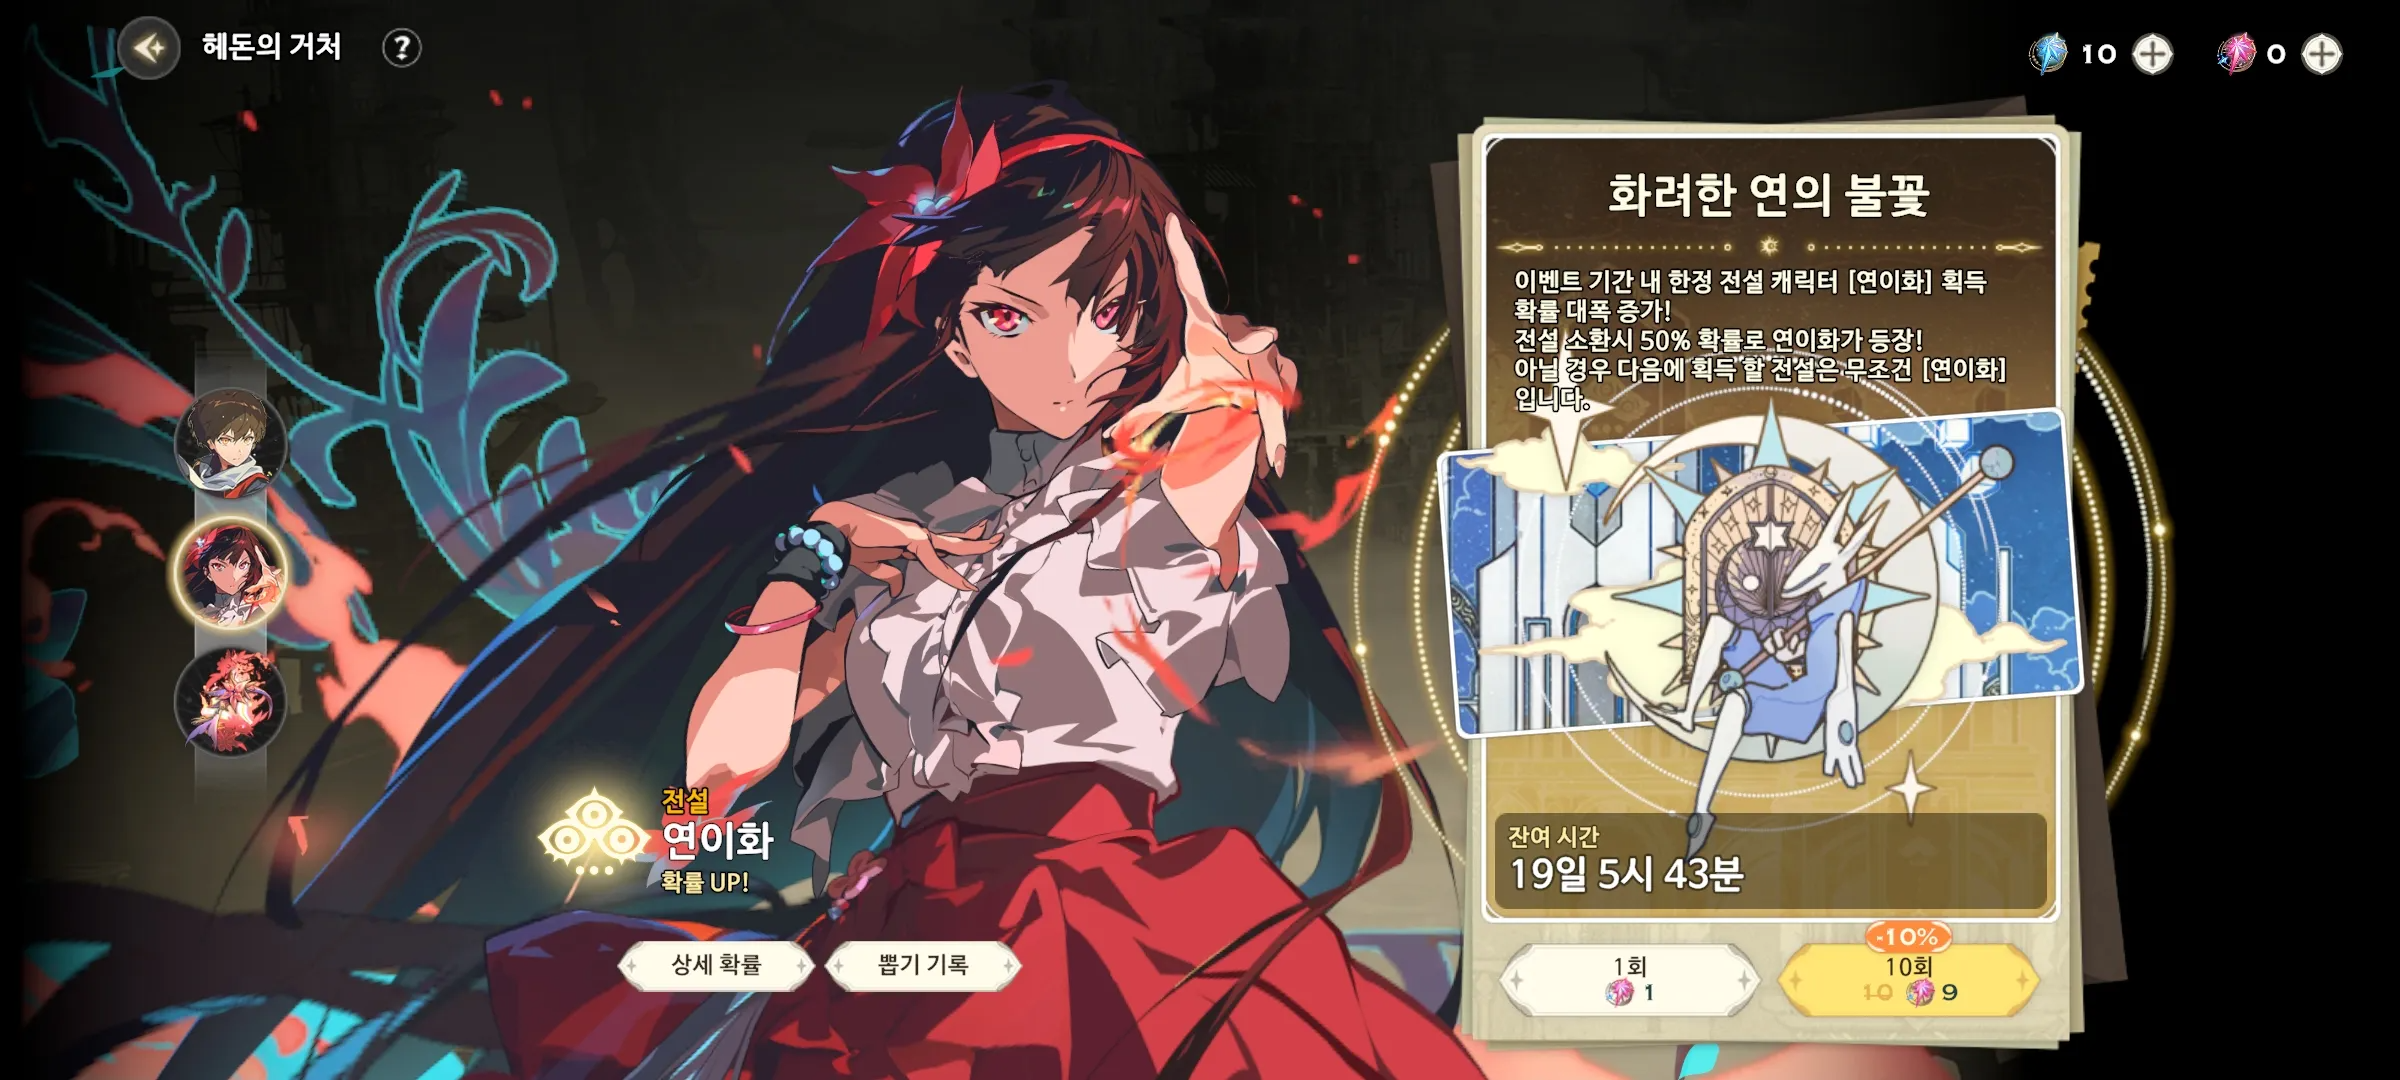 헤돈의 거처
?
10
0
화려한 연의 불꽃
이벤트 기간 내 한정 전설 캐릭터 [연이화] 획득
확률 대폭 증가!
전설 소환시 50% 확률로 연이화가 등장!
아닐 경우 다음에 획득 할 전설은 무조건 [연이화]
입니다.
전설
연이화
확률 UP!
잔여 시간
19일 5시 43분
상세 확률
뽑기 기록
1회
1
-10%
10회
10 9